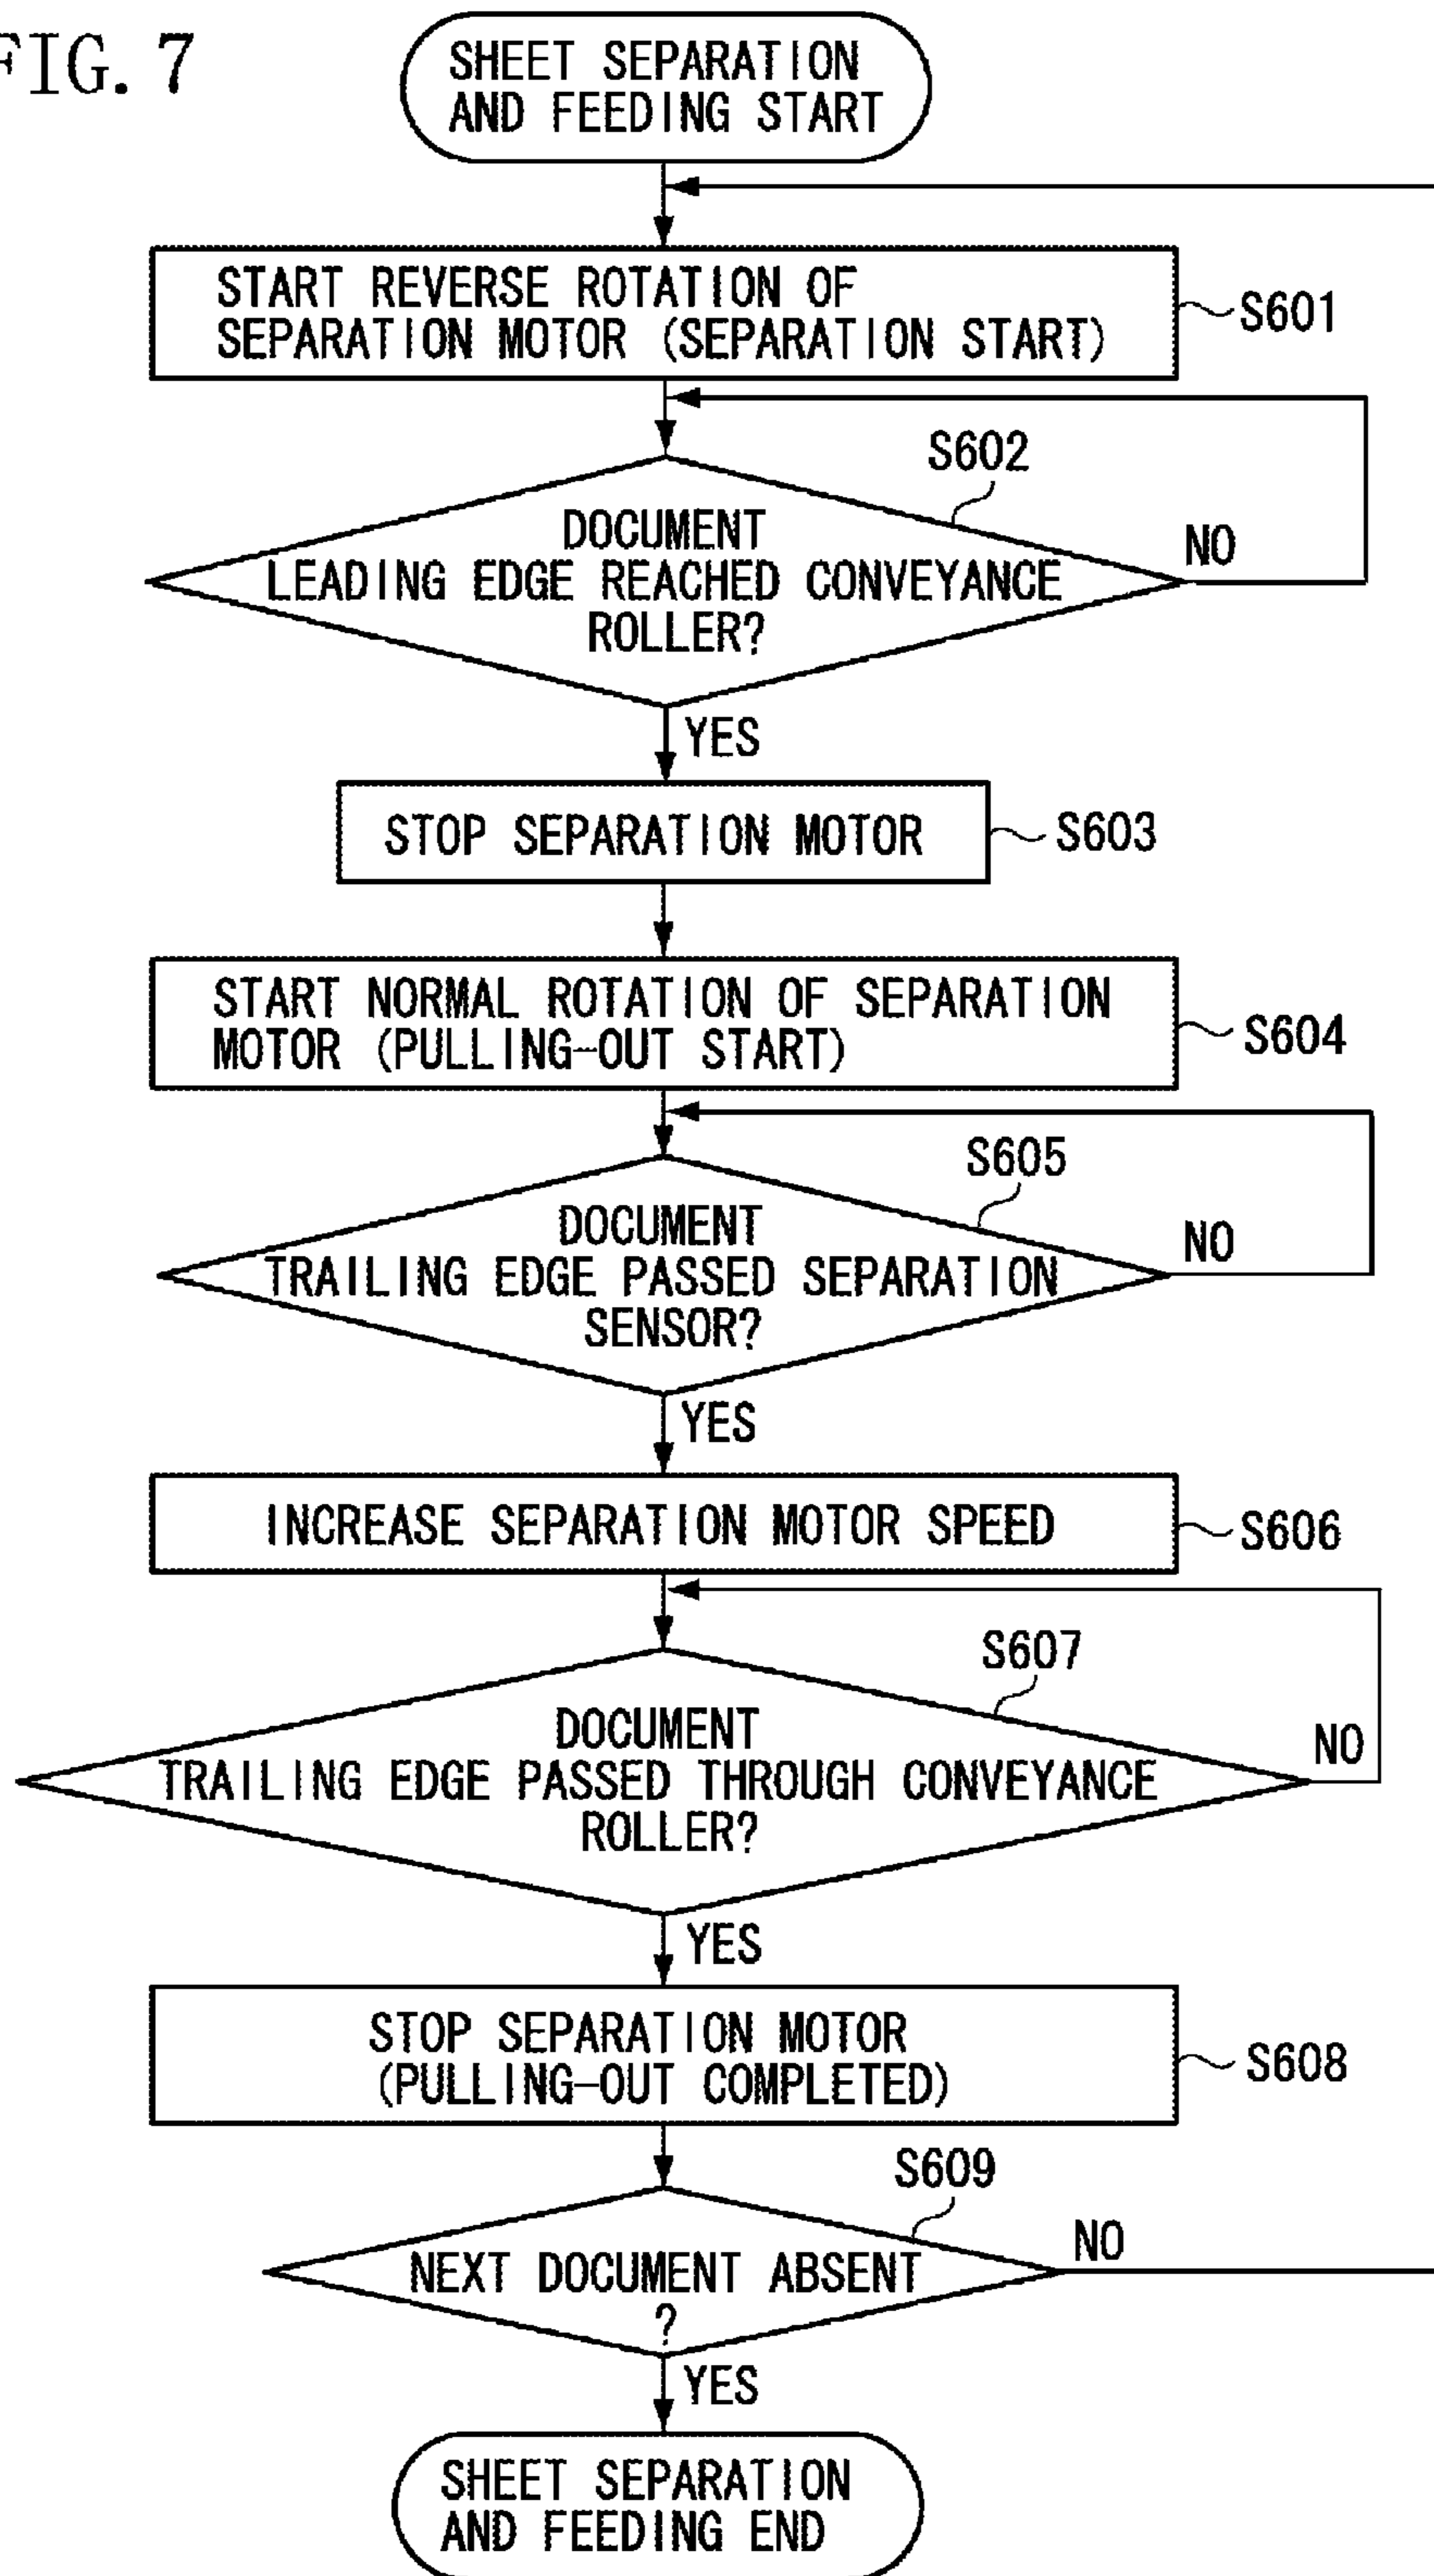 FIG. 7
SHEET SEPARATION
AND FEEDING START
START REVERSE ROTATION OF
SEPARATION MOTOR (SEPARATION START)
S601
S602
DOCUMENT
LEADING EDGE REACHED CONVEYANCE
ROLLER?
NO
YES
STOP SEPARATION MOTOR
S603
START NORMAL ROTATION OF SEPARATION
MOTOR (PULLING-OUT START)
S604
S605
DOCUMENT
TRAILING EDGE PASSED SEPARATION
SENSOR?
NO
YES
INCREASE SEPARATION MOTOR SPEED
S606
S607
DOCUMENT
TRAILING EDGE PASSED THROUGH CONVEYANCE
ROLLER?
NO
YES
STOP SEPARATION MOTOR
(PULLING-OUT COMPLETED)
S608
S609
NEXT DOCUMENT ABSENT
?
NO
YES
SHEET SEPARATION
AND FEEDING END